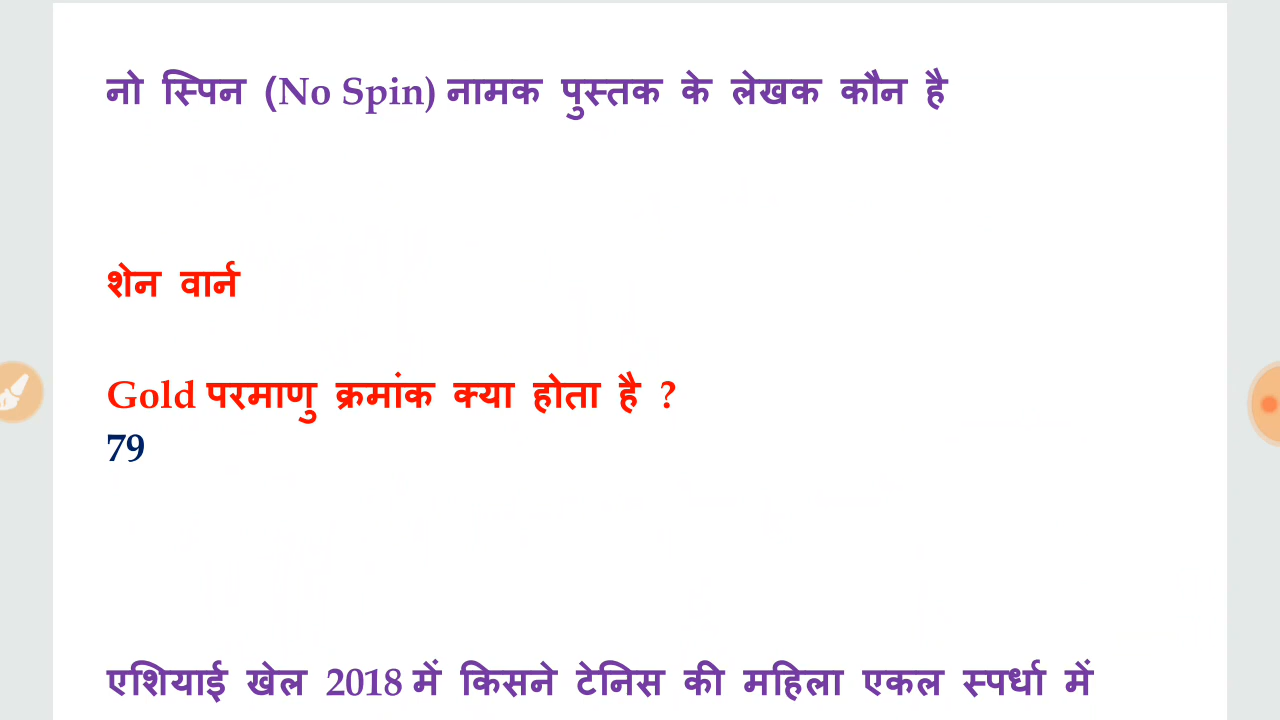 नो स्पिन (No Spin) नामक पुस्तक के लेखक कौन है
शेन वार्न
Gold परमाणु क्रमांक क्या होता है ?
79
एशियाई खेल 2018 में किसने टेनिस की महिला एकल स्पर्धा में